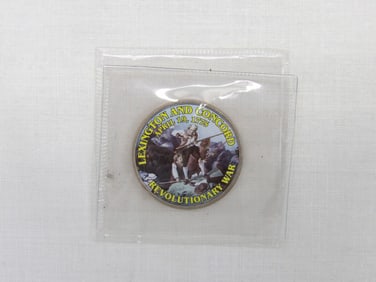 LEXINGTON AND CONCORD
APRIL 19, 1775
REVOLUTIONARY WAR